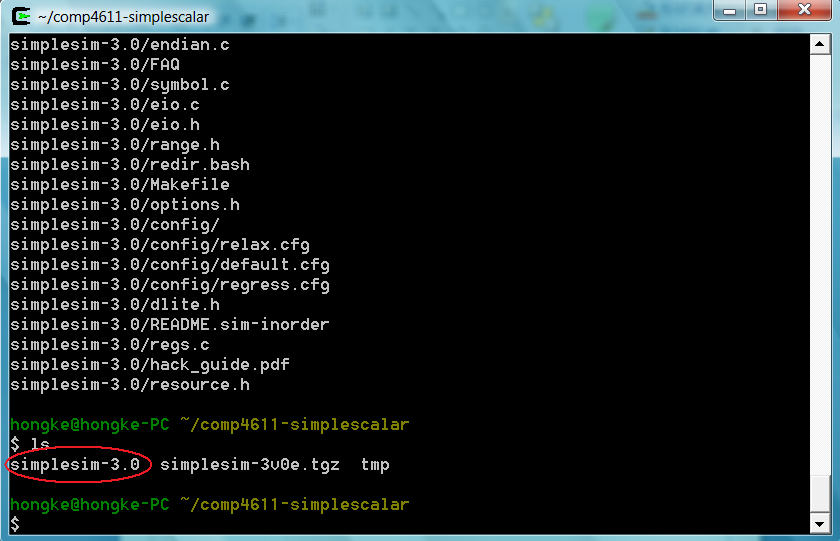 ~/comp4611-simplescalar
simplesim-3.0/endian.c
simplesim-3.0/FAQ
simplesim-3.0/symbol.c
simplesim-3.0/eio.c
simplesim-3.0/eio.h
simplesim-3.0/range.h
simplesim-3.0/redir.bash
simplesim-3.0/Makefile
simplesim-3.0/options.h
simplesim-3.0/config/
simplesim-3.0/config/relax.cfg
simplesim-3.0/config/default.cfg
simplesim-3.0/config/regress.cfg
simplesim-3.0/dlite.h
simplesim-3.0/README.sim-inorder
simplesim-3.0/regs.c
simplesim-3.0/hack_guide.pdf
simplesim-3.0/resource.h
hongke@hongke-PC ~/comp4611-simplescalar
$ ls
simplesim-3.0 simplesim-3v0e.tgz tmp
hongke@hongke-PC ~/comp4611-simplescalar
$